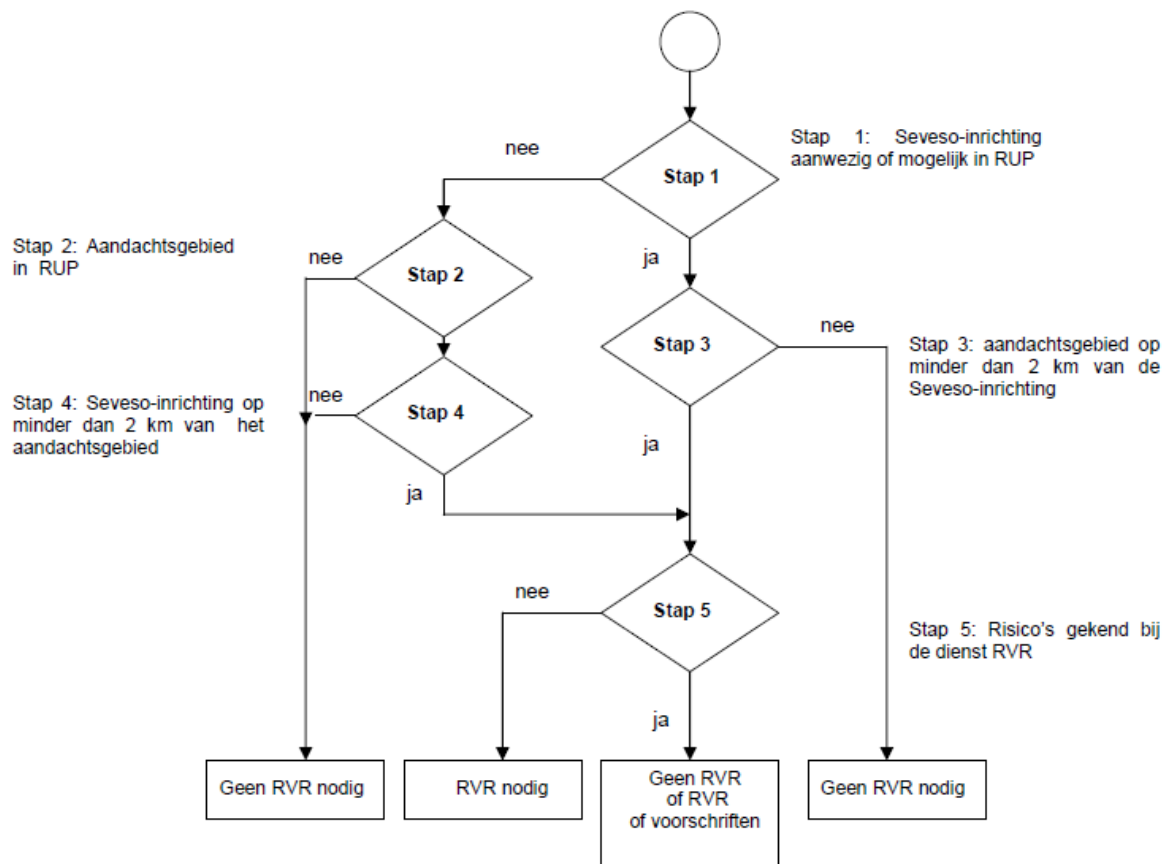 nee
Stap 1: Seveso-inrichting
aanwezig of mogelijk in RUP
Stap 1
Stap 2: Aandachtsgebied
in RUP
nee
Stap 2
ja
Stap 3
nee
Stap 3: aandachtsgebied op
minder dan 2 km van de
Seveso-inrichting
Stap 4: Seveso-inrichting op
minder dan 2 km van het
aandachtsgebied
nee
Stap 4
ja
ja
nee
Stap 5
Stap 5: Risico's gekend bij
de dienst RVR
ja
Geen RVR nodig
RVR nodig
Geen RVR
of RVR
of voorschriften
Geen RVR nodig